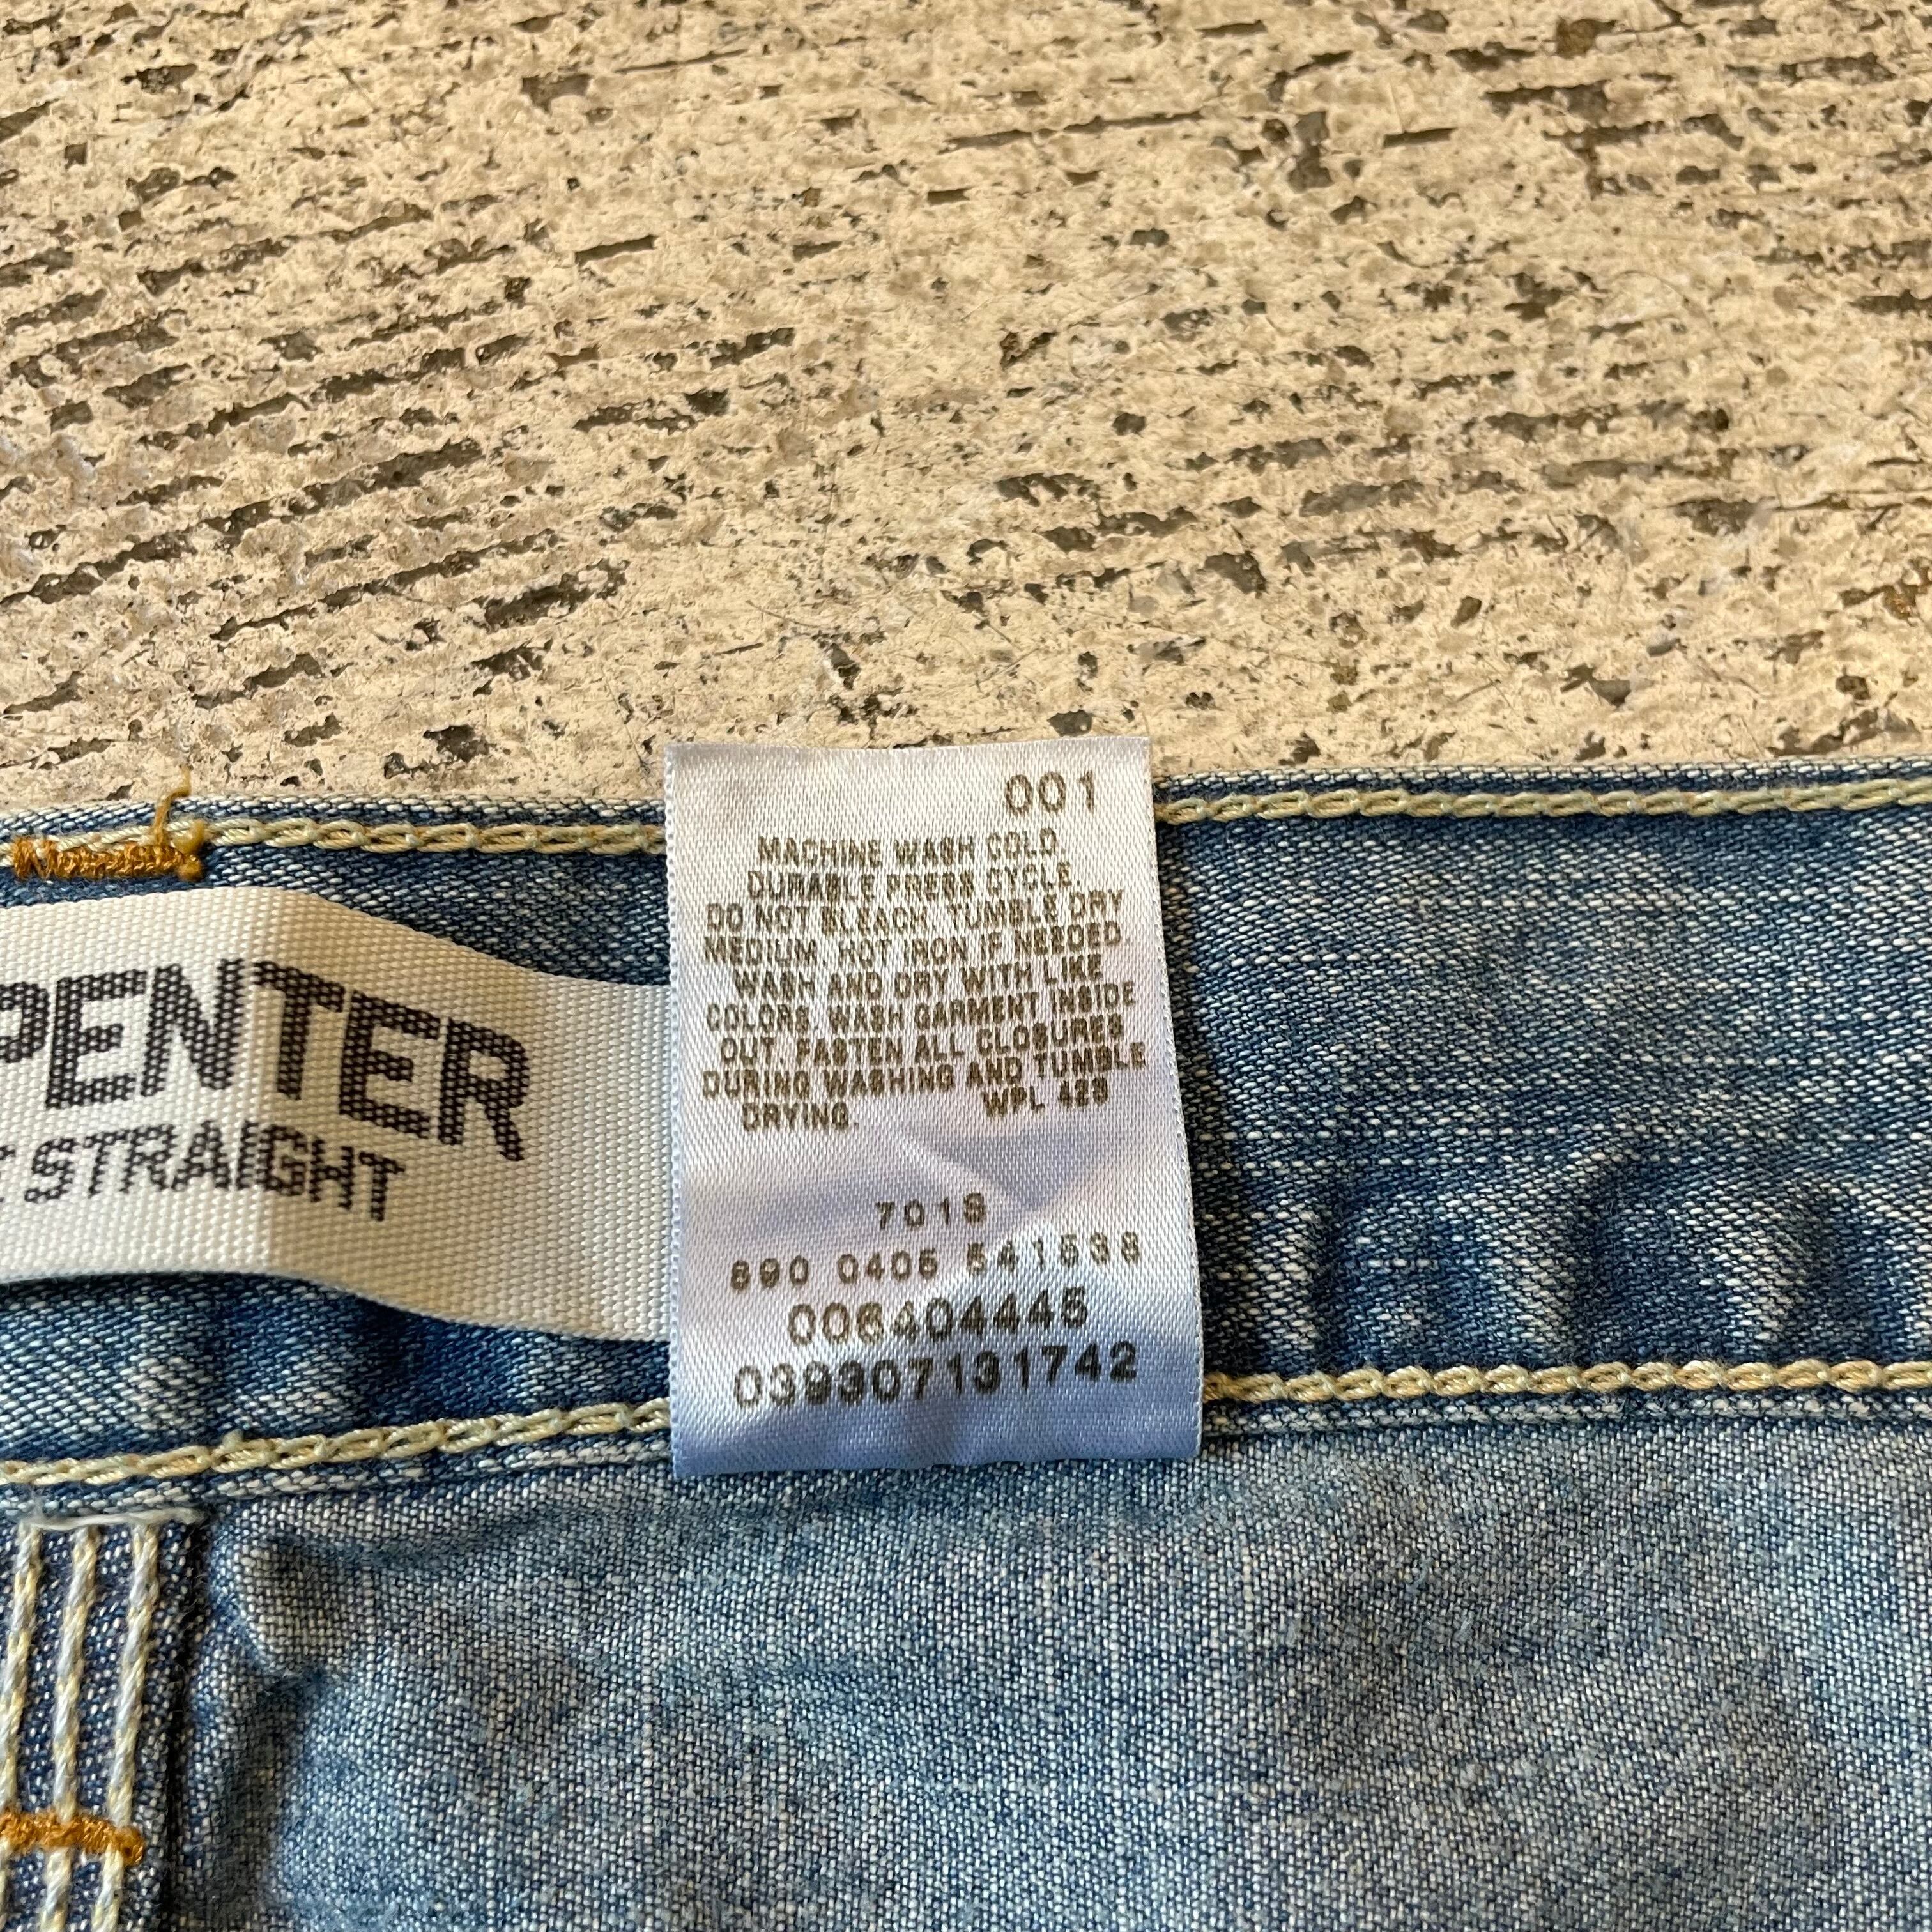 PENTER
STRAIGHT
001
MACHINE WASH COLD
DURABLE PRESS CYCLE
DO NOT BLEACH. TUMBLE DRY
MEDIUM. HOT IRON IF NEEDED.
WASH AND DRY WITH LIKE
COLORS. WASH GARMENT INSIDE
OUT. FASTEN ALL CLOSURES
DURING WASHING AND TUMBLE
DRYING. WPL 423
7018
890 0405 541538
006404445
039307131742